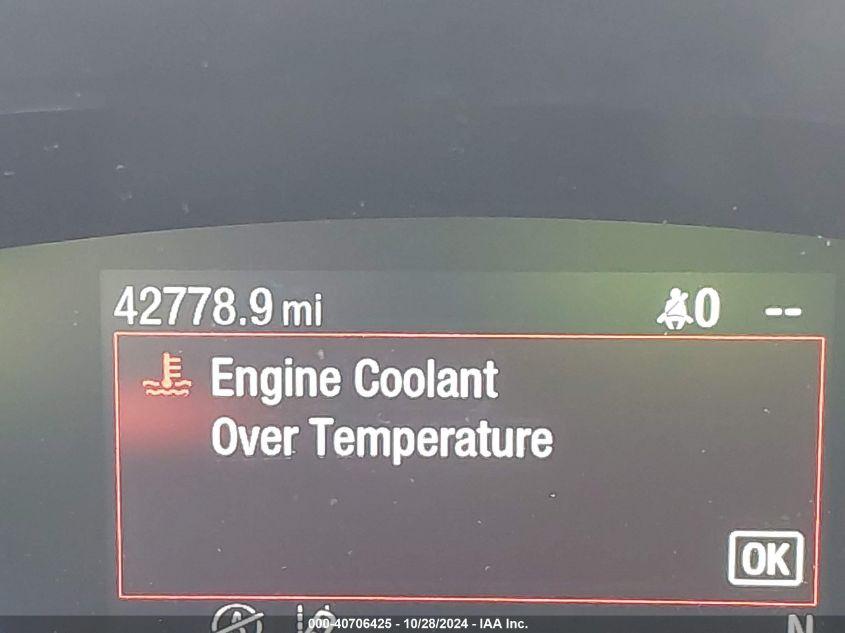 42778.9 mi
0 --
Engine Coolant
Over Temperature
OK
N
000-40706425 - 10/28/2024 - IAA Inc.